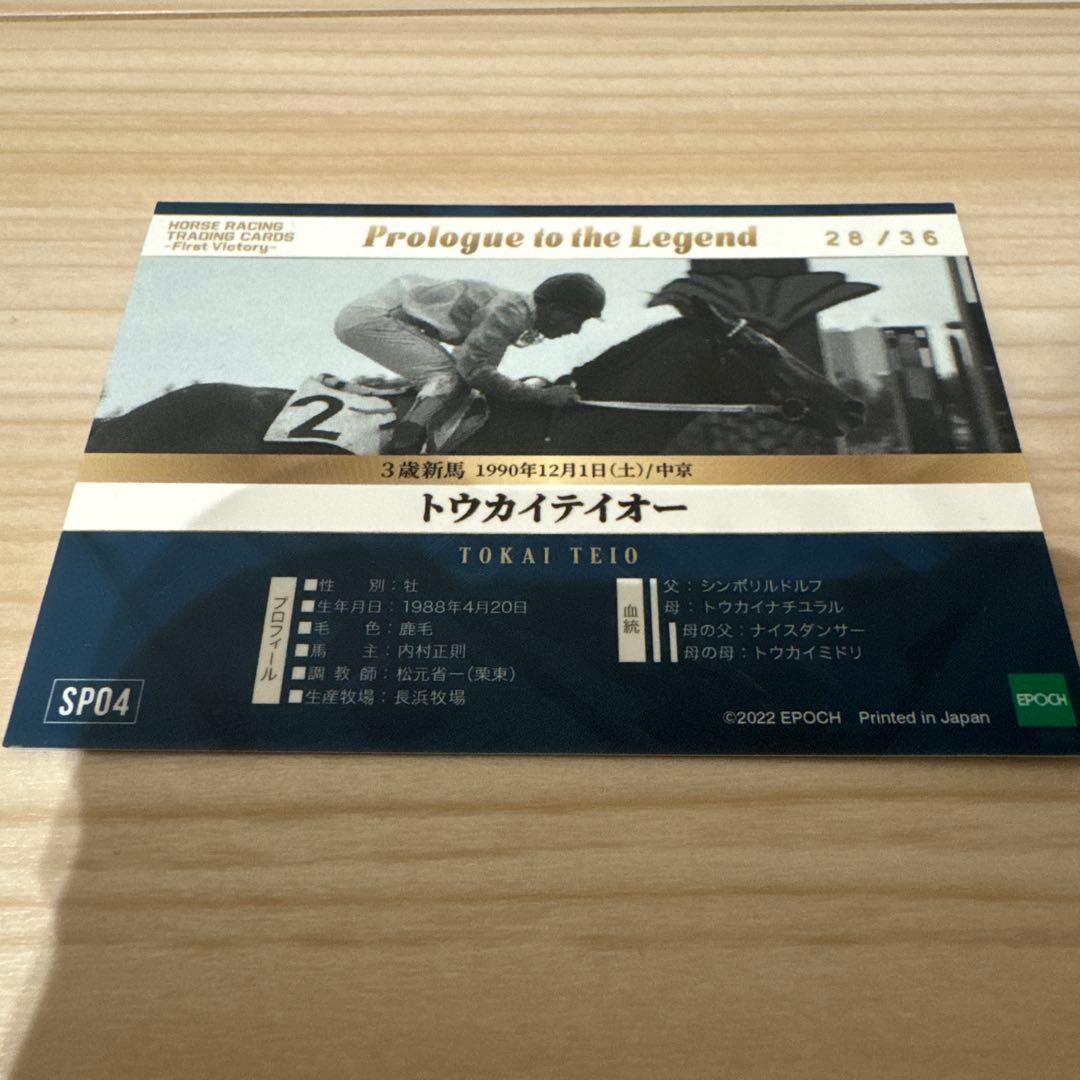 HORSE RACING
TRADING CARDS
-First Victory-
Prologue to the Legend
28/36
2
3歳新馬 1990年12月1日(土)/中京
トウカイテイオー
TOKAI TEIO
プロフィール
■性 別：牡
■生年月日：1988年4月20日
■毛 色：鹿毛
■馬 主：内村正則
■調教師：松元省一(栗東)
■生産牧場：長浜牧場
血統
父：シンボリルドルフ
母：トウカイナチユラル
母の父：ナイスダンサー
母の母：トウカイミドリ
SP04
©2022 EPOCH Printed in Japan
EPOCH